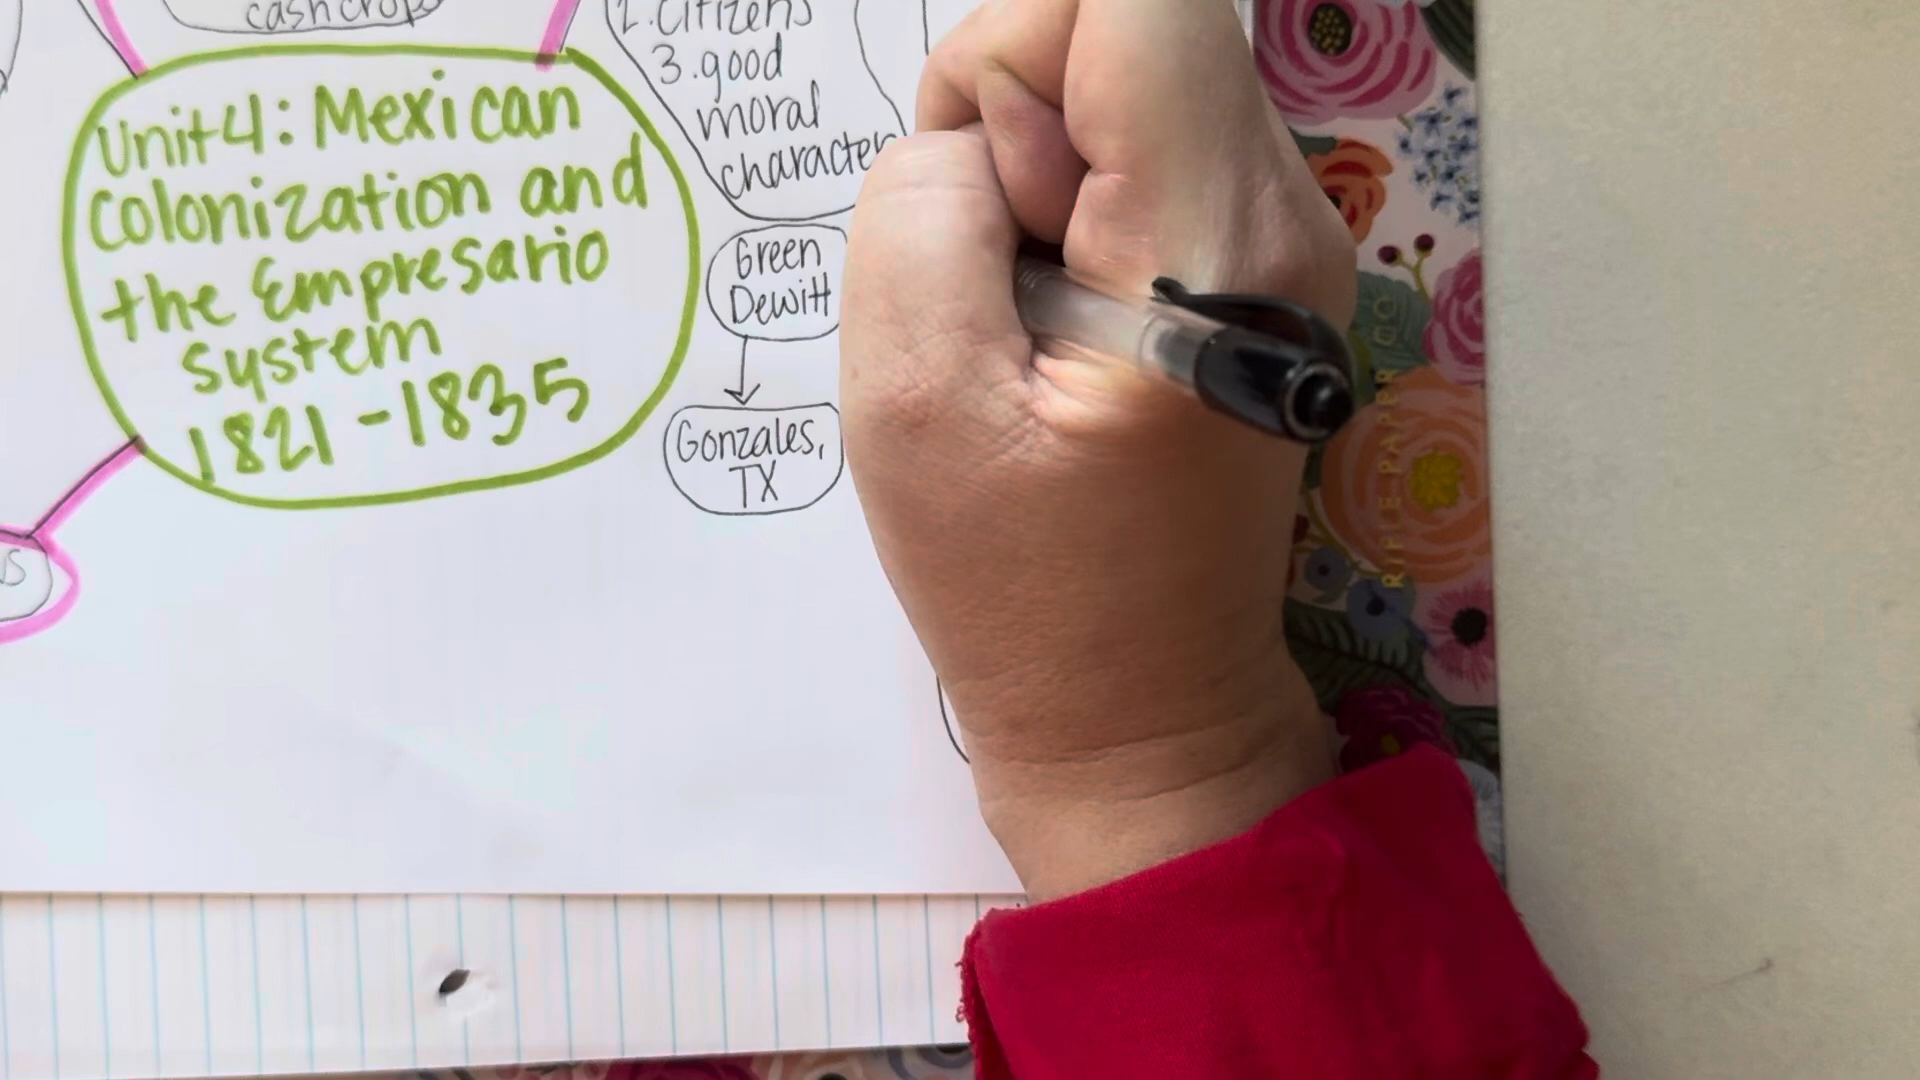 cash crops
2. Citizens
3. good
moral
character
Unit 4: Mexican
Colonization and
the Empresario
System
1821 - 1835
Green
Dewitt
Gonzales,
TX
RIFLE PAPER CO